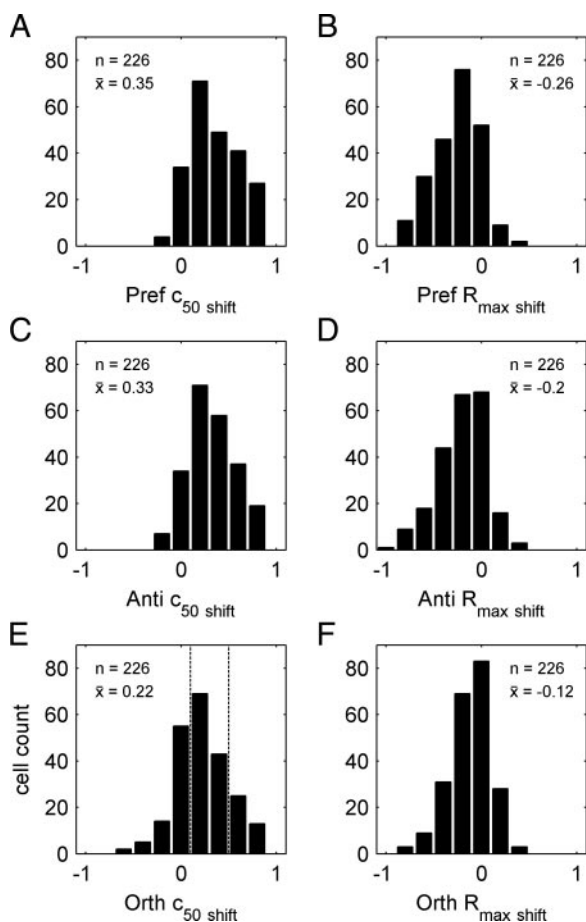 A
80
60
40
20
0
n = 226
x̄ = 0.35
-1 0 1
Pref c50 shift
B
80
60
40
20
0
n = 226
x̄ = -0.26
-1 0 1
Pref Rmax shift
C
80
60
40
20
0
n = 226
x̄ = 0.33
-1 0 1
Anti c50 shift
D
80
60
40
20
0
n = 226
x̄ = -0.2
-1 0 1
Anti Rmax shift
E
cell count
80
60
40
20
0
n = 226
x̄ = 0.22
-1 0 1
Orth c50 shift
F
80
60
40
20
0
n = 226
x̄ = -0.12
-1 0 1
Orth Rmax shift